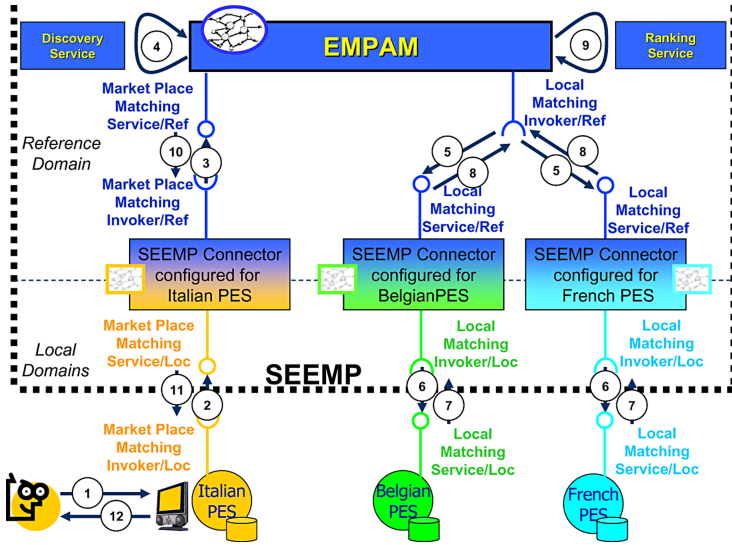 Discovery
Service
4
EMPAM
9
Ranking
Service
Market Place
Matching
Service/Ref
Local
Matching
Invoker/Ref
Reference
Domain
10
3
5
8
5
8
Market Place
Matching
Invoker/Ref
Local
Matching
Service/Ref
Local
Matching
Service/Ref
SEEMP Connector
configured for
Italian PES
SEEMP Connector
configured for
BelgianPES
SEEMP Connector
configured for
French PES
Market Place
Matching
Service/Loc
Local
Matching
Invoker/Loc
Local
Matching
Invoker/Loc
Local
Domains
SEEMP
11
2
6
7
6
7
Market Place
Matching
Invoker/Loc
Local
Matching
Service/Loc
Local
Matching
Service/Loc
1
12
Italian
PES
Belgian
PES
French
PES